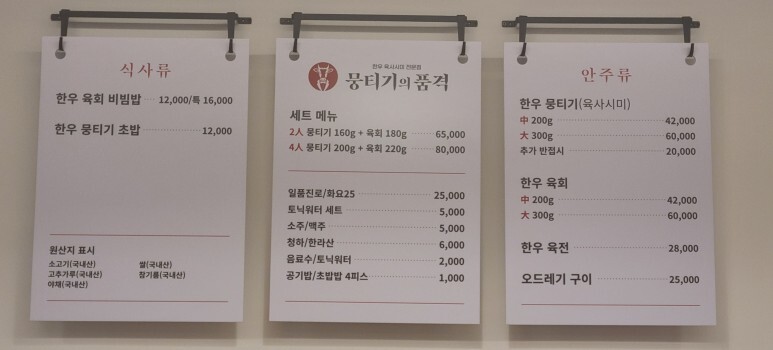 식사류
한우 육회 비빔밥 12,000/특 16,000
한우 뭉티기 초밥 12,000
원산지 표시
소고기(국내산) 쌀(국내산)
고추가루(국내산) 참기름(국내산)
야채(국내산)
한우 육사시미 전문점
뭉티기의 품격
세트 메뉴
2人 뭉티기 160g + 육회 180g 65,000
4人 뭉티기 200g + 육회 220g 80,000
일품진로/화요25 25,000
토닉워터 세트 5,000
소주/맥주 5,000
청하/한라산 6,000
음료수/토닉워터 2,000
공기밥/초밥밥 4피스 1,000
안주류
한우 뭉티기(육사시미)
中 200g 42,000
大 300g 60,000
추가 반접시 20,000
한우 육회
中 200g 42,000
大 300g 60,000
한우 육전 28,000
오드레기 구이 25,000